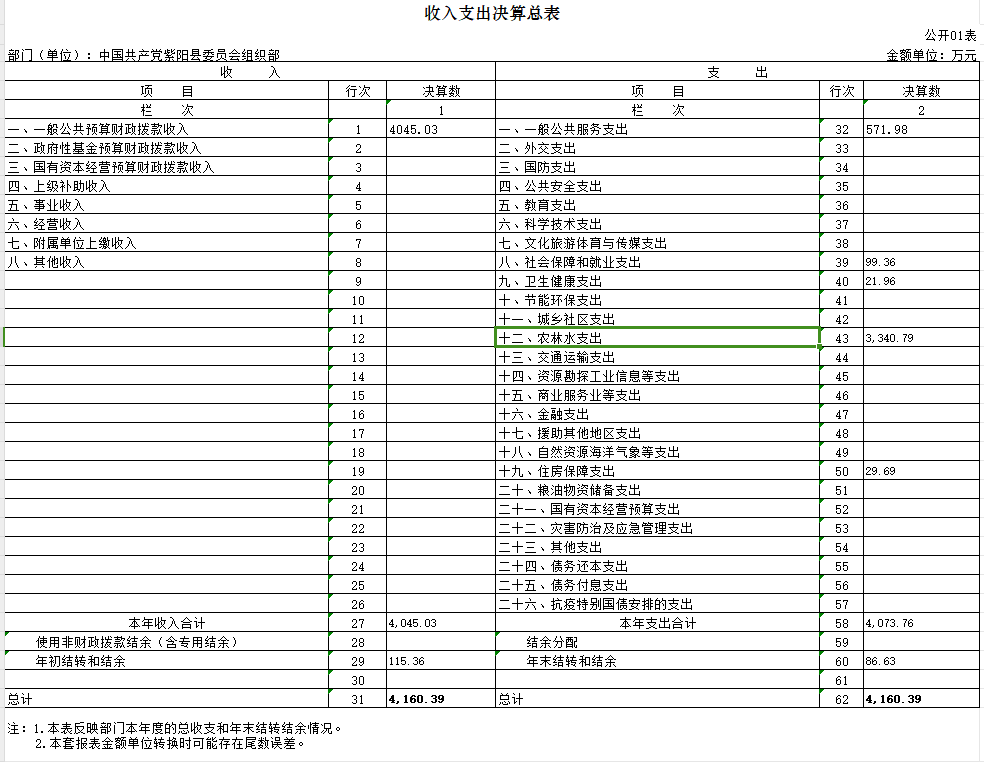 收入支出决算总表
公开01表
部门（单位）：中国共产党紫阳县委员会组织部 金额单位：万元
收 入 支 出
项 目 行次 决算数 项 目 行次 决算数
栏 次 1 栏 次 2
一、一般公共预算财政拨款收入 1 4045.03 一、一般公共服务支出 32 571.98
二、政府性基金预算财政拨款收入 2 二、外交支出 33
三、国有资本经营预算财政拨款收入 3 三、国防支出 34
四、上级补助收入 4 四、公共安全支出 35
五、事业收入 5 五、教育支出 36
六、经营收入 6 六、科学技术支出 37
七、附属单位上缴收入 7 七、文化旅游体育与传媒支出 38
八、其他收入 8 八、社会保障和就业支出 39 99.36
9 九、卫生健康支出 40 21.96
10 十、节能环保支出 41
11 十一、城乡社区支出 42
12 十二、农林水支出 43 3,340.79
13 十三、交通运输支出 44
14 十四、资源勘探工业信息等支出 45
15 十五、商业服务业等支出 46
16 十六、金融支出 47
17 十七、援助其他地区支出 48
18 十八、自然资源海洋气象等支出 49
19 十九、住房保障支出 50 29.69
20 二十、粮油物资储备支出 51
21 二十一、国有资本经营预算支出 52
22 二十二、灾害防治及应急管理支出 53
23 二十三、其他支出 54
24 二十四、债务还本支出 55
25 二十五、债务付息支出 56
26 二十六、抗疫特别国债安排的支出 57
本年收入合计 27 4,045.03 本年支出合计 58 4,073.76
使用非财政拨款结余（含专用结余） 28 结余分配 59
年初结转和结余 29 115.36 年末结转和结余 60 86.63
30 61
总计 31 4,160.39 总计 62 4,160.39
注：1.本表反映部门本年度的总收支和年末结转结余情况。
2.本套报表金额单位转换时可能存在尾数误差。